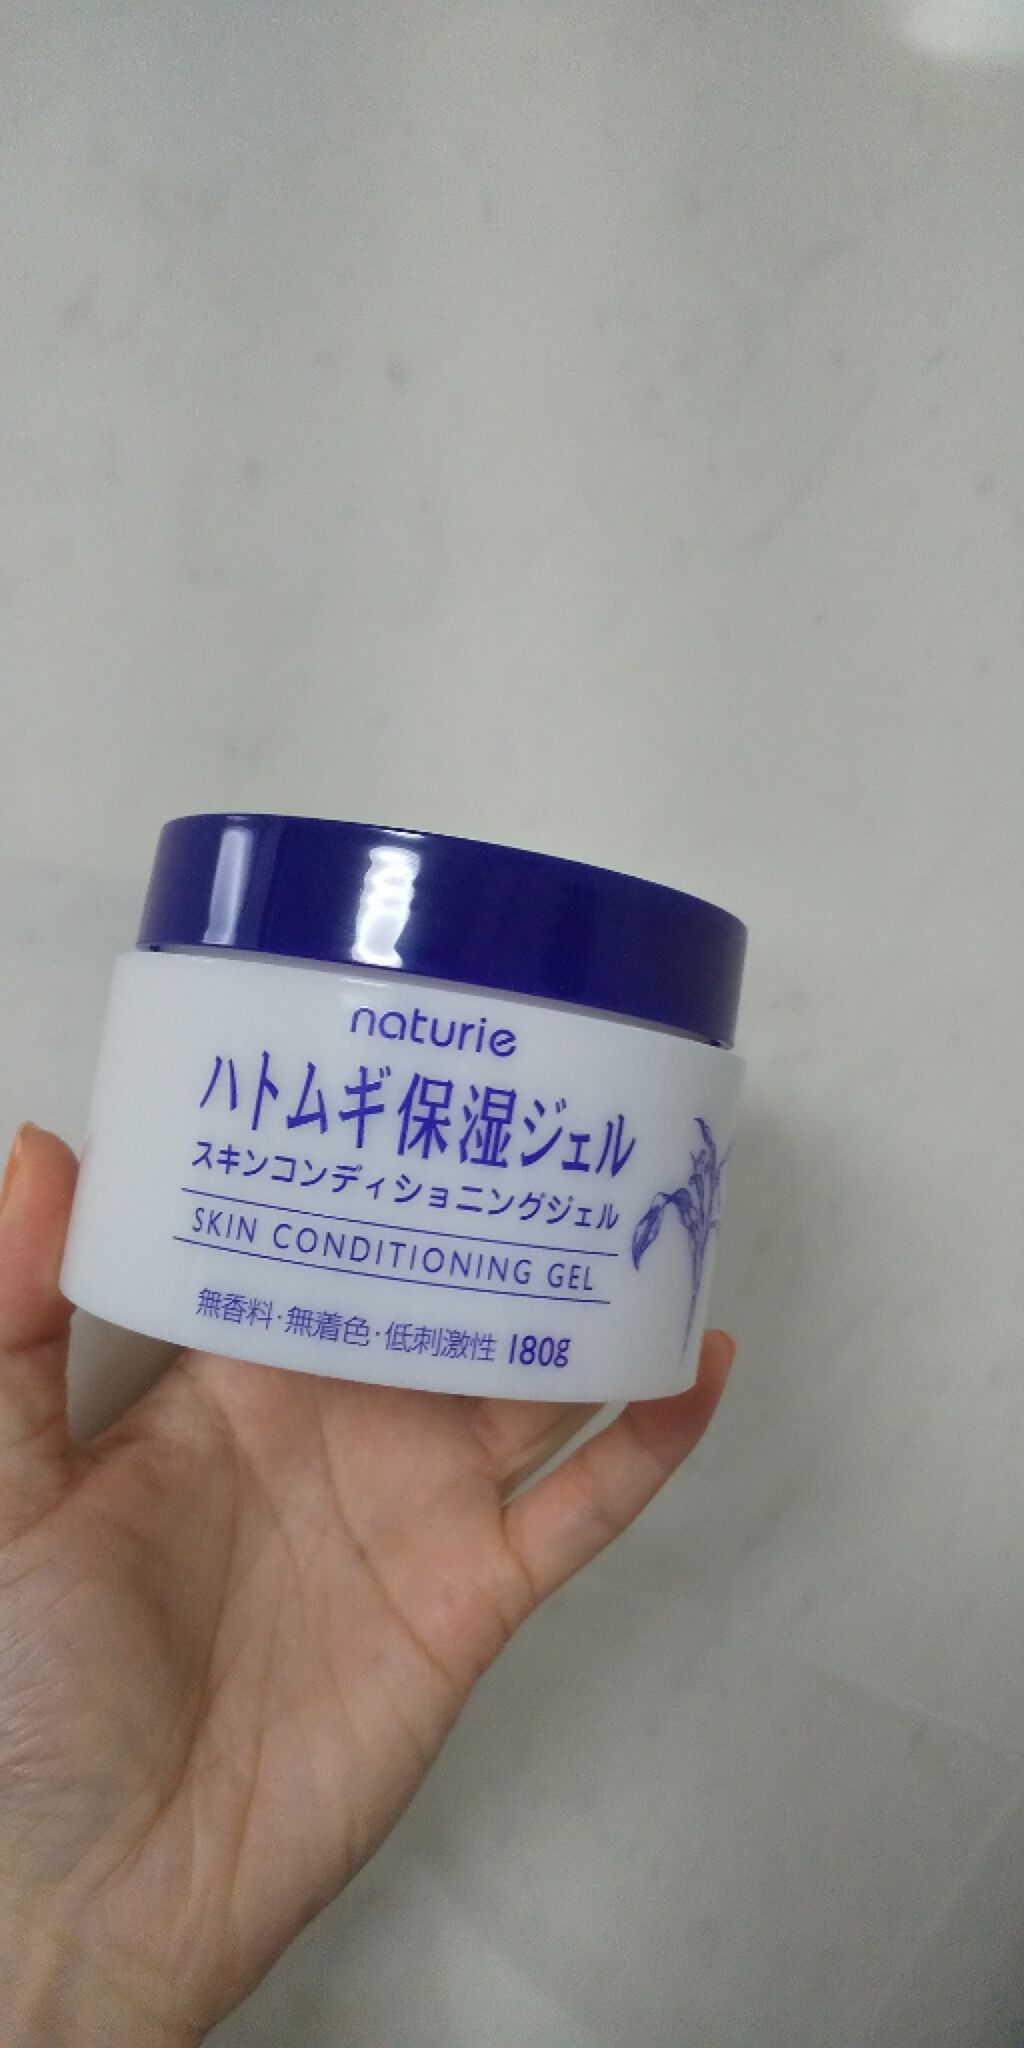 naturie
ハトムギ保湿ジェル
スキンコンディショニングジェル
SKIN CONDITIONING GEL
無香料・無着色・低刺激性 180g